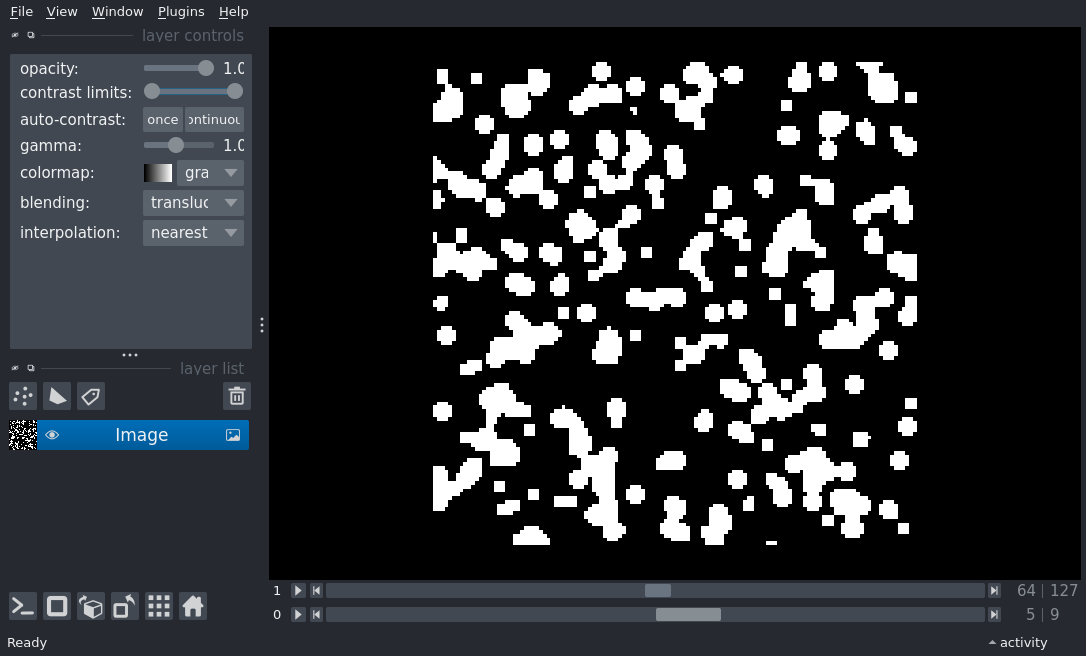 File View Window Plugins Help
layer controls
opacity: 1.0
contrast limits:
auto-contrast: once ontinuou
gamma: 1.0
colormap: gra
blending: transluc
interpolation: nearest
layer list
Image
1 64 | 127
0 5 | 9
Ready activity